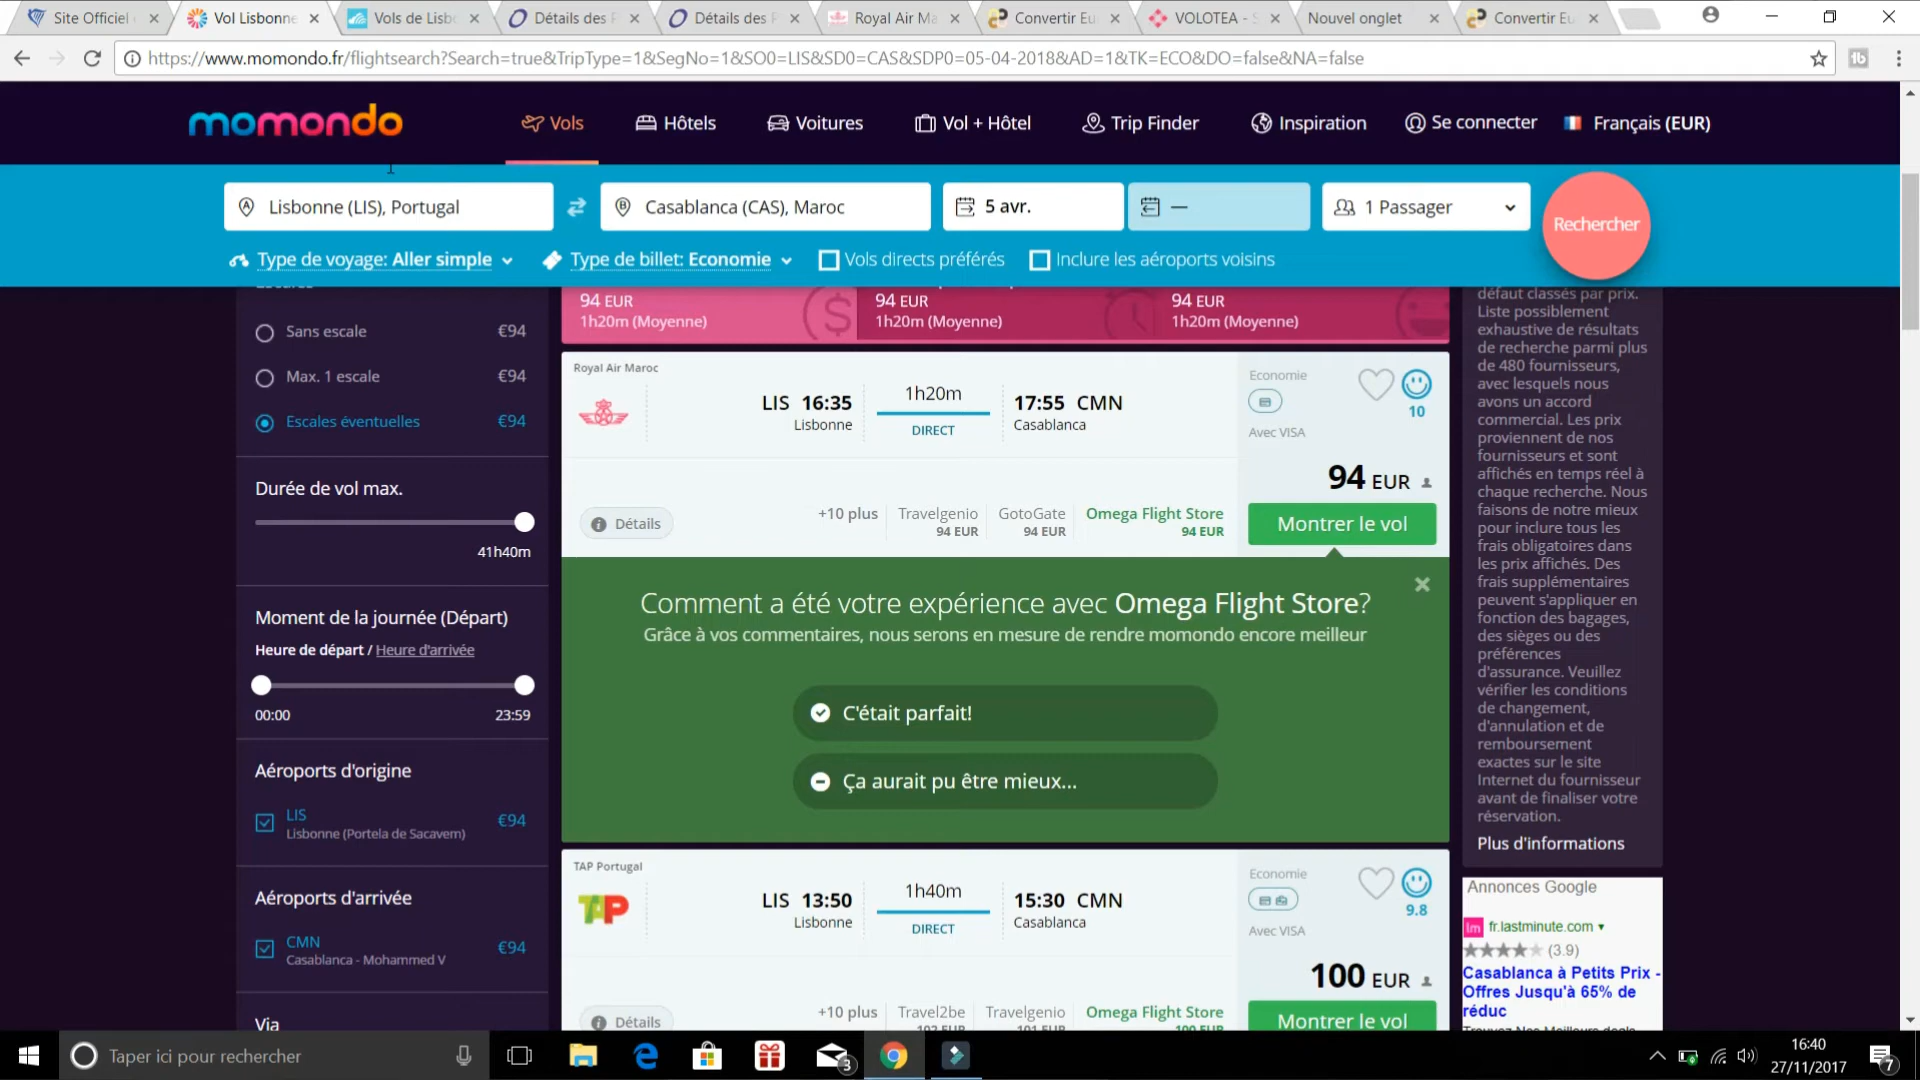 Site Officiel
Vol Lisbonne
Vols de Lisb
Détails des
Détails des
Royal Air Ma
Convertir Eu
VOLOTEA - S
Nouvel onglet
Convertir Eu
https://www.momondo.fr/flightsearch?Search=true&TripType=1&SegNo=1&SO0=LIS&SD0=CAS&SDP0=05-04-2018&AD=1&TK=ECO&DO=false&NA=false
momondo
Vols
Hôtels
Voitures
Vol + Hôtel
Trip Finder
Inspiration
Se connecter
Français (EUR)
Lisbonne (LIS), Portugal
Casablanca (CAS), Maroc
5 avr.
—
1 Passager
Rechercher
Type de voyage: Aller simple
Type de billet: Economie
Vols directs préférés
Inclure les aéroports voisins
Sans escale €94
Max. 1 escale €94
Escales éventuelles €94
Durée de vol max.
41h40m
Moment de la journée (Départ)
Heure de départ / Heure d'arrivée
00:00 23:59
Aéroports d'origine
LIS €94
Lisbonne (Portela de Sacavem)
Aéroports d'arrivée
CMN €94
Casablanca - Mohammed V
Via
94 EUR
1h20m (Moyenne)
94 EUR
1h20m (Moyenne)
94 EUR
1h20m (Moyenne)
Royal Air Maroc
LIS 16:35
Lisbonne
1h20m
DIRECT
17:55 CMN
Casablanca
Economie
10
Avec VISA
94 EUR
Détails
+10 plus
Travelgenio
94 EUR
GotoGate
94 EUR
Omega Flight Store
94 EUR
Montrer le vol
Comment a été votre expérience avec Omega Flight Store?
Grâce à vos commentaires, nous serons en mesure de rendre momondo encore meilleur
C'était parfait!
Ça aurait pu être mieux...
TAP Portugal
TAP
LIS 13:50
Lisbonne
1h40m
DIRECT
15:30 CMN
Casablanca
Economie
9.8
Avec VISA
100 EUR
Détails
+10 plus
Travel2be
102 EUR
Travelgenio
101 EUR
Omega Flight Store
100 EUR
Montrer le vol
défaut classés par prix.
Liste possiblement
exhaustive de résultats
de recherche parmi plus
de 480 fournisseurs,
avec lesquels nous
avons un accord
commercial. Les prix
proviennent de nos
fournisseurs et sont
affichés en temps réel à
chaque recherche. Nous
faisons de notre mieux
pour inclure tous les
frais obligatoires dans
les prix affichés. Des
frais supplémentaires
peuvent s'appliquer en
fonction des bagages,
des sièges ou des
préférences
d'assurance. Veuillez
vérifier les conditions
de changement,
d'annulation et de
remboursement
exactes sur le site
Internet du fournisseur
avant de finaliser votre
réservation.
Plus d'informations
Annonces Google
lm fr.lastminute.com
(3.9)
Casablanca à Petits Prix -
Offres Jusqu'à 65% de
réduc
Taper ici pour rechercher
3
16:40
27/11/2017
7